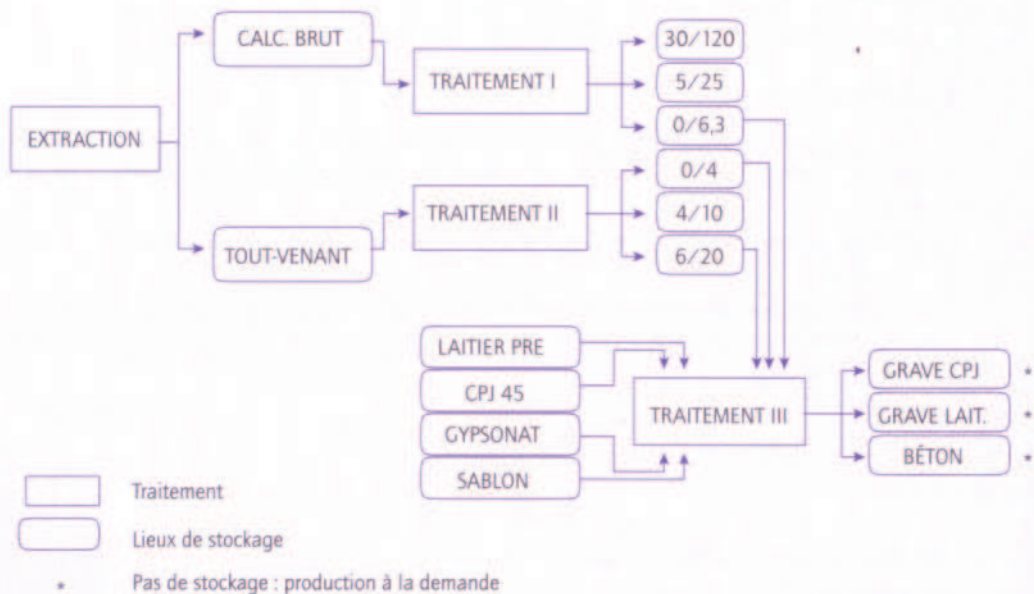 CALC. BRUT
30/120
TRAITEMENT I
5/25
EXTRACTION
0/6,3
0/4
TRAITEMENT II
4/10
TOUT-VENANT
6/20
LAITIER PRE
CPJ 45
GYPSONAT
SABLON
TRAITEMENT III
GRAVE CPJ *
GRAVE LAIT. *
BÉTON *
Traitement
Lieux de stockage
* Pas de stockage : production à la demande